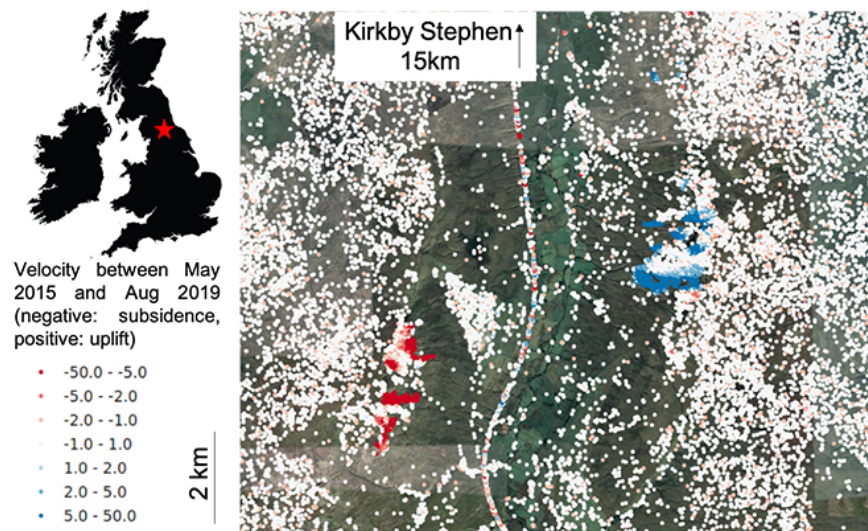 Kirkby Stephen
15km
Velocity between May
2015 and Aug 2019
(negative: subsidence,
positive: uplift)
-50.0 - -5.0
-5.0 - -2.0
-2.0 - -1.0
-1.0 - 1.0
1.0 - 2.0
2.0 - 5.0
5.0 - 50.0
2 km